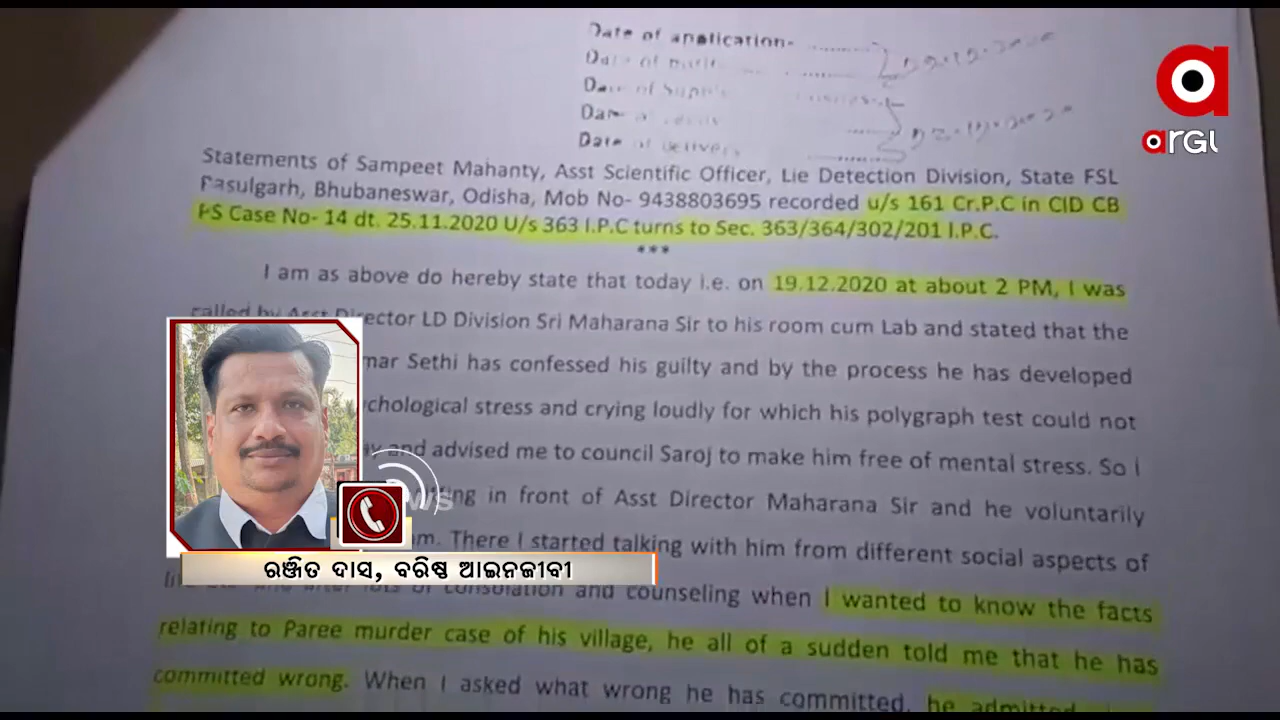 Date of application-
Date of
Date of
Date of
Statements of Sampeet Mahanty, Asst Scientific Officer, Lie Detection Division, State FSL
Rasulgarh, Bhubaneswar, Odisha, Mob No- 9438803695 recorded u/s 161 Cr.P.C in CID CB
PS Case No- 14 dt. 25.11.2020 U/s 363 I.P.C turns to Sec. 363/364/302/201 I.P.C.
***
I am as above do hereby state that today i.e. on 19.12.2020 at about 2 PM, I was
called by Asst Director LD Division Sri Maharana Sir to his room cum Lab and stated that the
mar Sethi has confessed his guilty and by the process he has developed
ychological stress and crying loudly for which his polygraph test could not
and advised me to council Saroj to make him free of mental stress. So I
in front of Asst Director Maharana Sir and he voluntarily
There I started talking with him from different social aspects of
consolation and counseling when I wanted to know the facts
relating to Paree murder case of his village, he all of a sudden told me that he has
committed wrong. When I asked what wrong he has committed, he admitted
argus
ରଞ୍ଜିତ ଦାସ, ବରିଷ୍ଠ ଆଇନଜୀବୀ